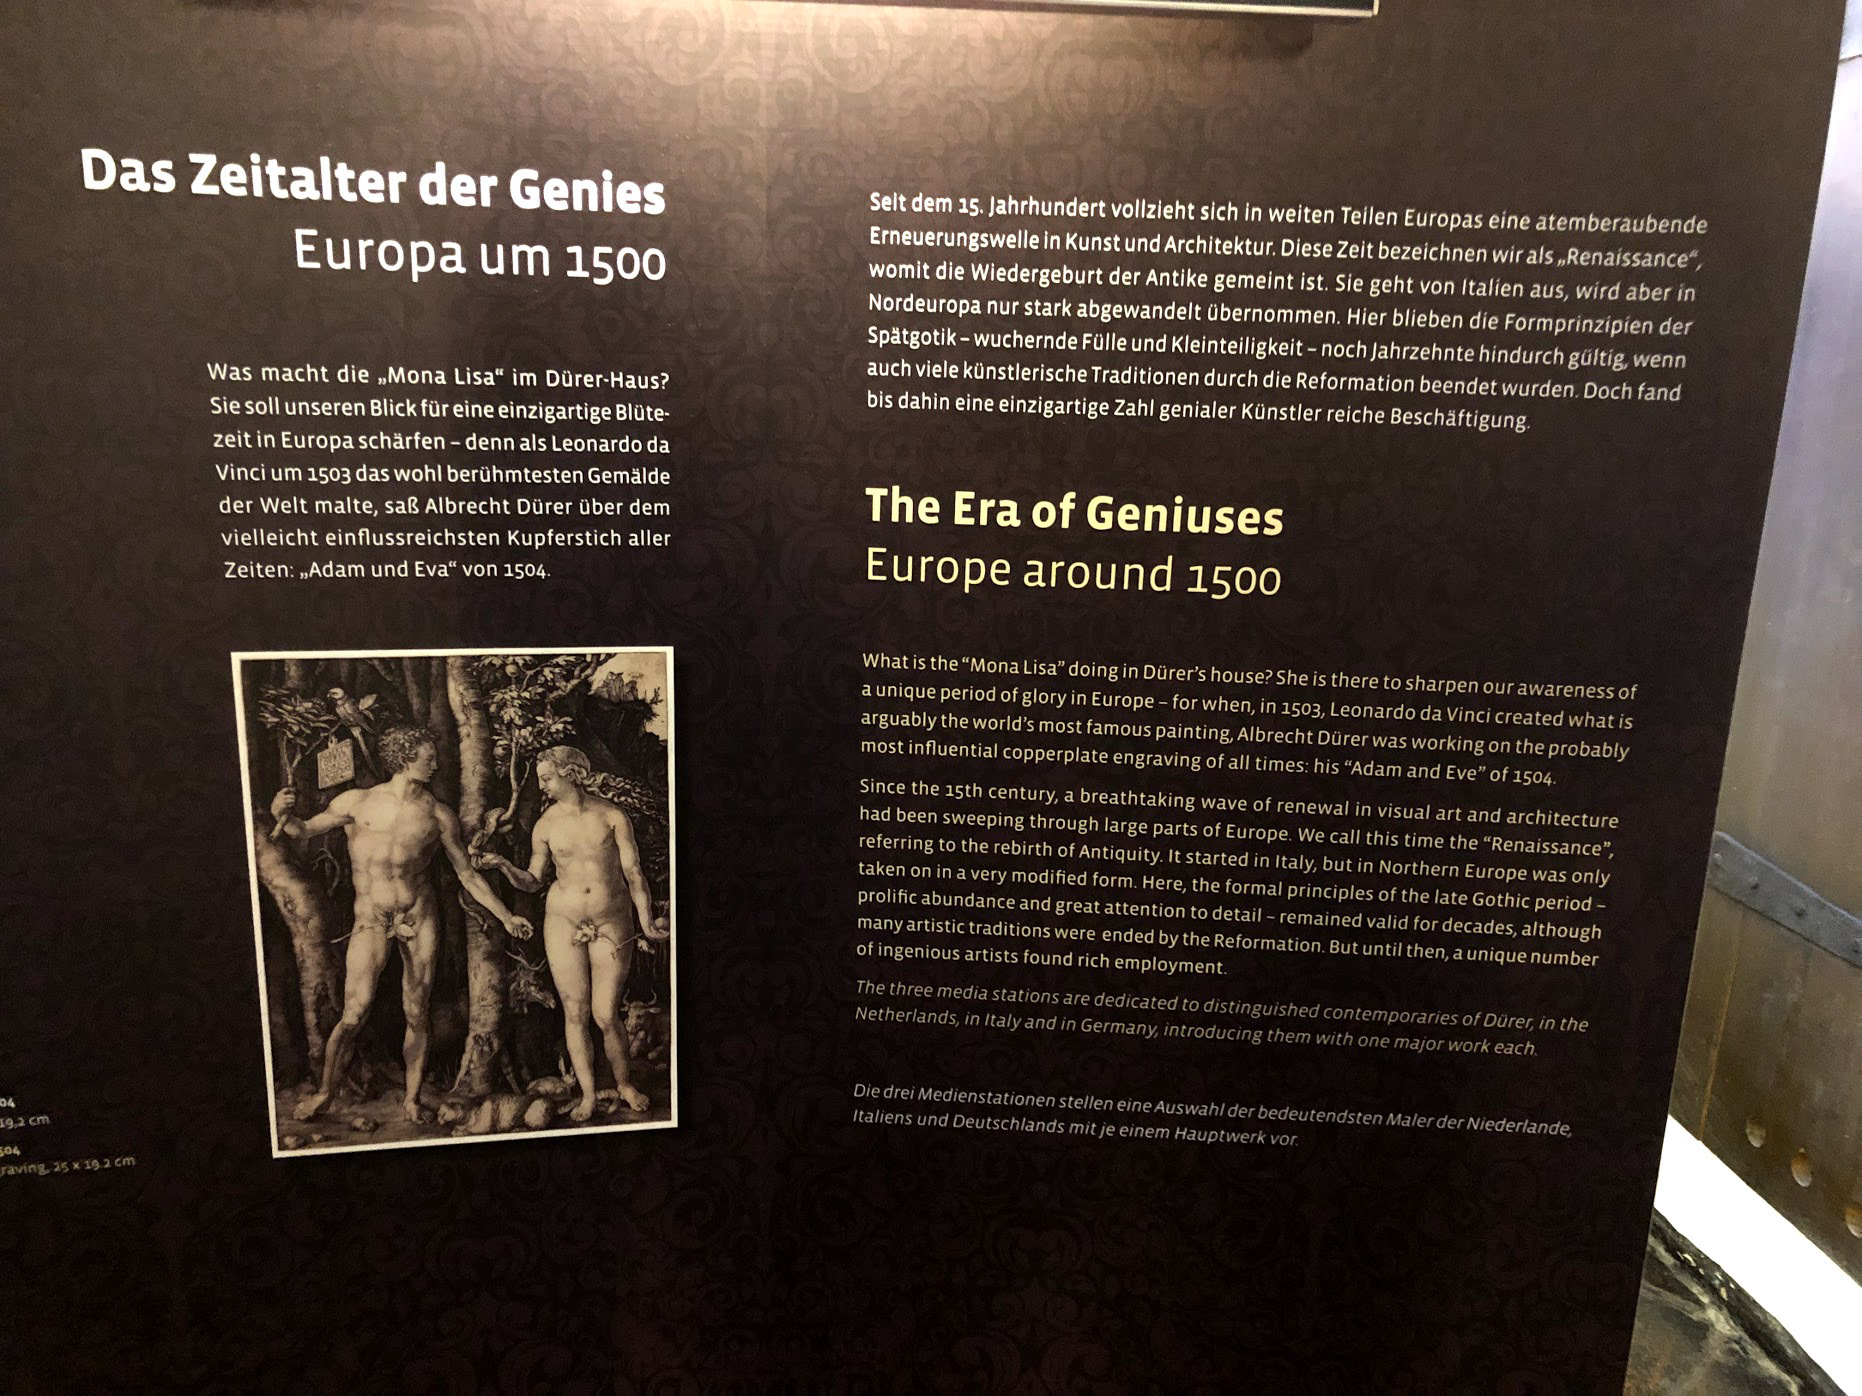 Das Zeitalter der Genies
Europa um 1500
Was macht die „Mona Lisa“ im Dürer-Haus?
Sie soll unseren Blick für eine einzigartige Blüte-
zeit in Europa schärfen – denn als Leonardo da
Vinci um 1503 das wohl berühmtesten Gemälde
der Welt malte, saß Albrecht Dürer über dem
vielleicht einflussreichsten Kupferstich aller
Zeiten: „Adam und Eva“ von 1504.
04
19,2 cm
504
raving, 25 x 19.2 cm
Seit dem 15. Jahrhundert vollzieht sich in weiten Teilen Europas eine atemberaubende
Erneuerungswelle in Kunst und Architektur. Diese Zeit bezeichnen wir als „Renaissance“,
womit die Wiedergeburt der Antike gemeint ist. Sie geht von Italien aus, wird aber in
Nordeuropa nur stark abgewandelt übernommen. Hier blieben die Formprinzipien der
Spätgotik – wuchernde Fülle und Kleinteiligkeit – noch Jahrzehnte hindurch gültig, wenn
auch viele künstlerische Traditionen durch die Reformation beendet wurden. Doch fand
bis dahin eine einzigartige Zahl genialer Künstler reiche Beschäftigung.
The Era of Geniuses
Europe around 1500
What is the “Mona Lisa” doing in Dürer’s house? She is there to sharpen our awareness of
a unique period of glory in Europe – for when, in 1503, Leonardo da Vinci created what is
arguably the world’s most famous painting, Albrecht Dürer was working on the probably
most influential copperplate engraving of all times: his “Adam and Eve” of 1504.
Since the 15th century, a breathtaking wave of renewal in visual art and architecture
had been sweeping through large parts of Europe. We call this time the “Renaissance”,
referring to the rebirth of Antiquity. It started in Italy, but in Northern Europe was only
taken on in a very modified form. Here, the formal principles of the late Gothic period –
prolific abundance and great attention to detail – remained valid for decades, although
many artistic traditions were ended by the Reformation. But until then, a unique number
of ingenious artists found rich employment.
The three media stations are dedicated to distinguished contemporaries of Dürer, in the
Netherlands, in Italy and in Germany, introducing them with one major work each.
Die drei Medienstationen stellen eine Auswahl der bedeutendsten Maler der Niederlande,
Italiens und Deutschlands mit je einem Hauptwerk vor.